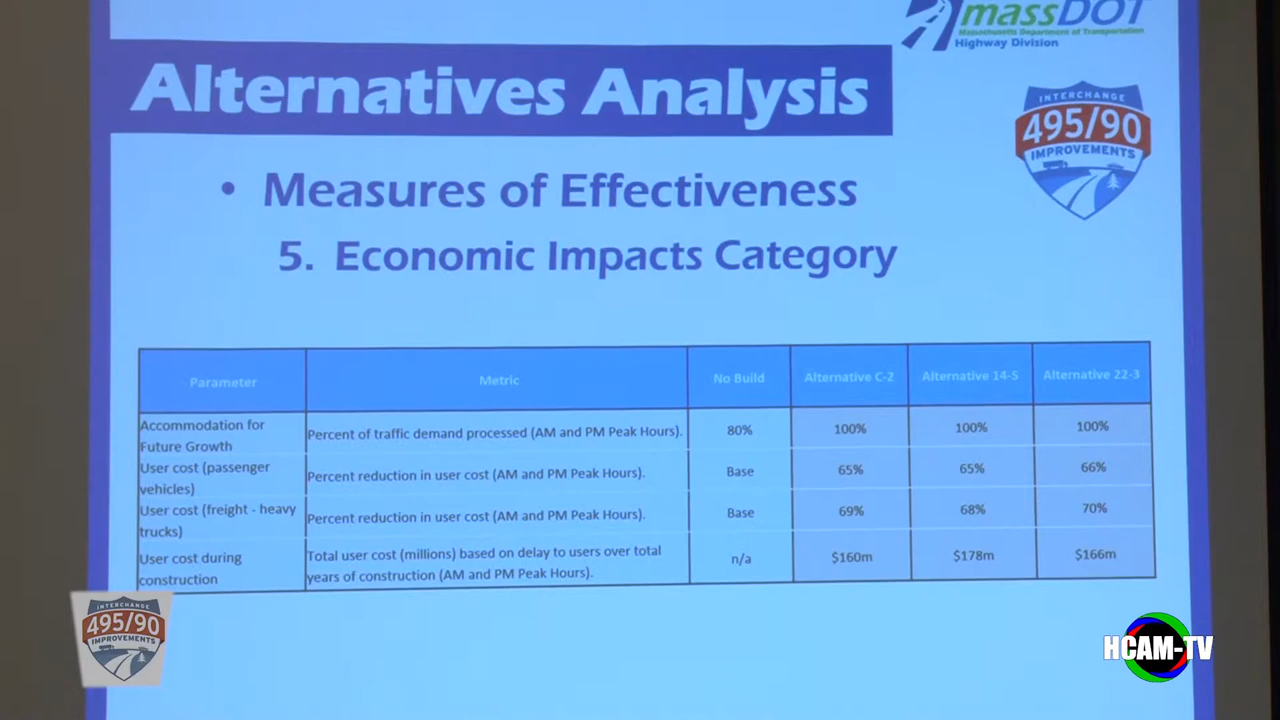 massDOT
Massachusetts Department of Transportation
Highway Division
Alternatives Analysis
INTERCHANGE
495/90
IMPROVEMENTS
• Measures of Effectiveness
5. Economic Impacts Category
Parameter Metric No Build Alternative C-2 Alternative 14-S Alternative 22-3
Accommodation for
Future Growth
Percent of traffic demand processed (AM and PM Peak Hours). 80% 100% 100% 100%
User cost (passenger
vehicles)
Percent reduction in user cost (AM and PM Peak Hours). Base 65% 65% 66%
User cost (freight - heavy
trucks)
Percent reduction in user cost (AM and PM Peak Hours). Base 69% 68% 70%
User cost during
construction
Total user cost (millions) based on delay to users over total
years of construction (AM and PM Peak Hours).
n/a $160m $178m $166m
INTERCHANGE
495/90
IMPROVEMENTS
HCAM-TV